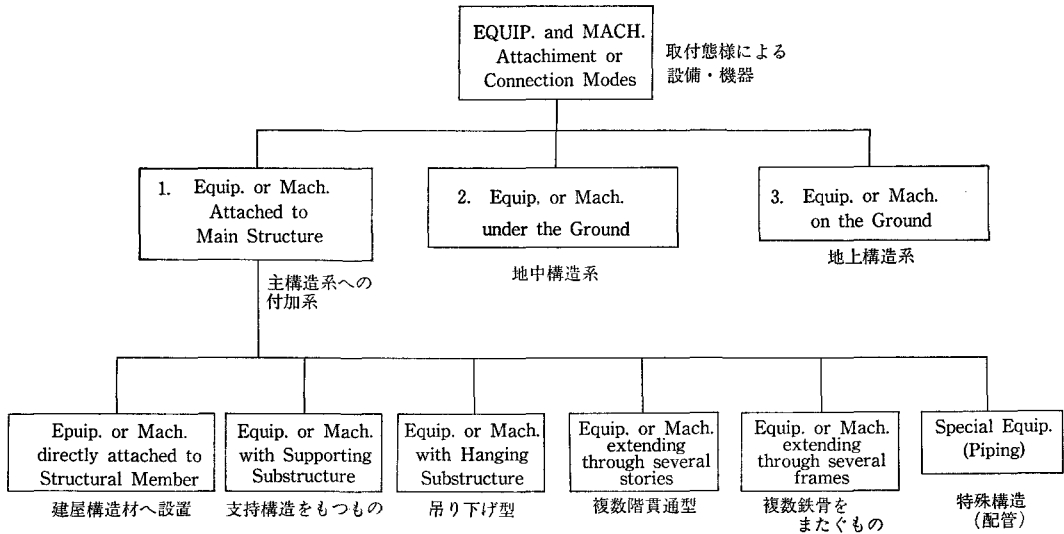 EQUIP. and MACH.
Attachiment or
Connection Modes
取付態様による
設備・機器
1. Equip. or Mach.
Attached to
Main Structure
主構造系への
付加系
2. Equip. or Mach.
under the Ground
地中構造系
3. Equip. or Mach.
on the Ground
地上構造系
Epuip. or Mach.
directly attached to
Structural Member
建屋構造材へ設置
Equip. or Mach.
with Supporting
Substructure
支持構造をもつもの
Equip. or Mach.
with Hanging
Substructure
吊り下げ型
Equip. or Mach.
extending
through several
stories
複数階貫通型
Equip. or Mach.
extending
through several
frames
複数鉄骨を
またぐもの
Special Equip.
(Piping)
特殊構造
(配管)